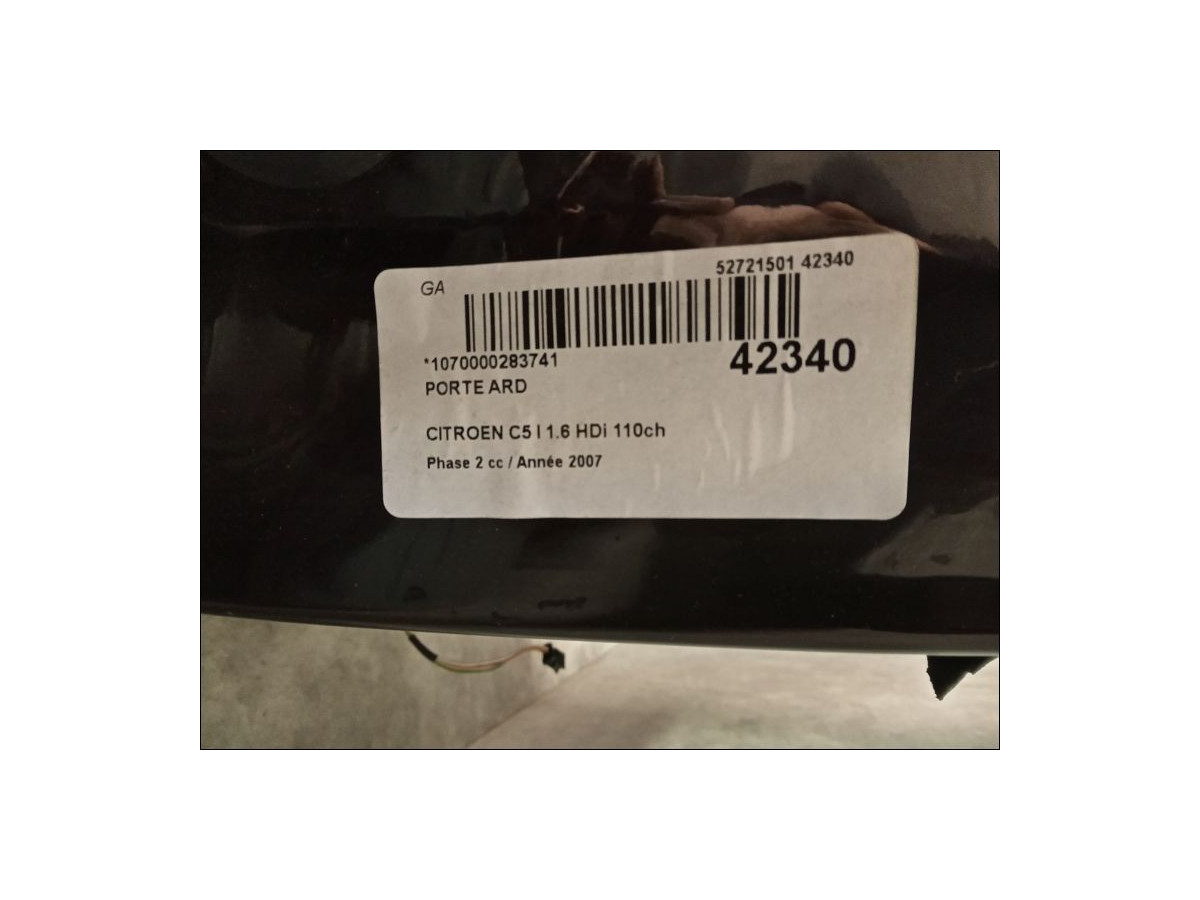 GA
52721501 42340
*1070000283741
42340
PORTE ARD
CITROEN C5 I 1.6 HDi 110ch
Phase 2 cc / Année 2007